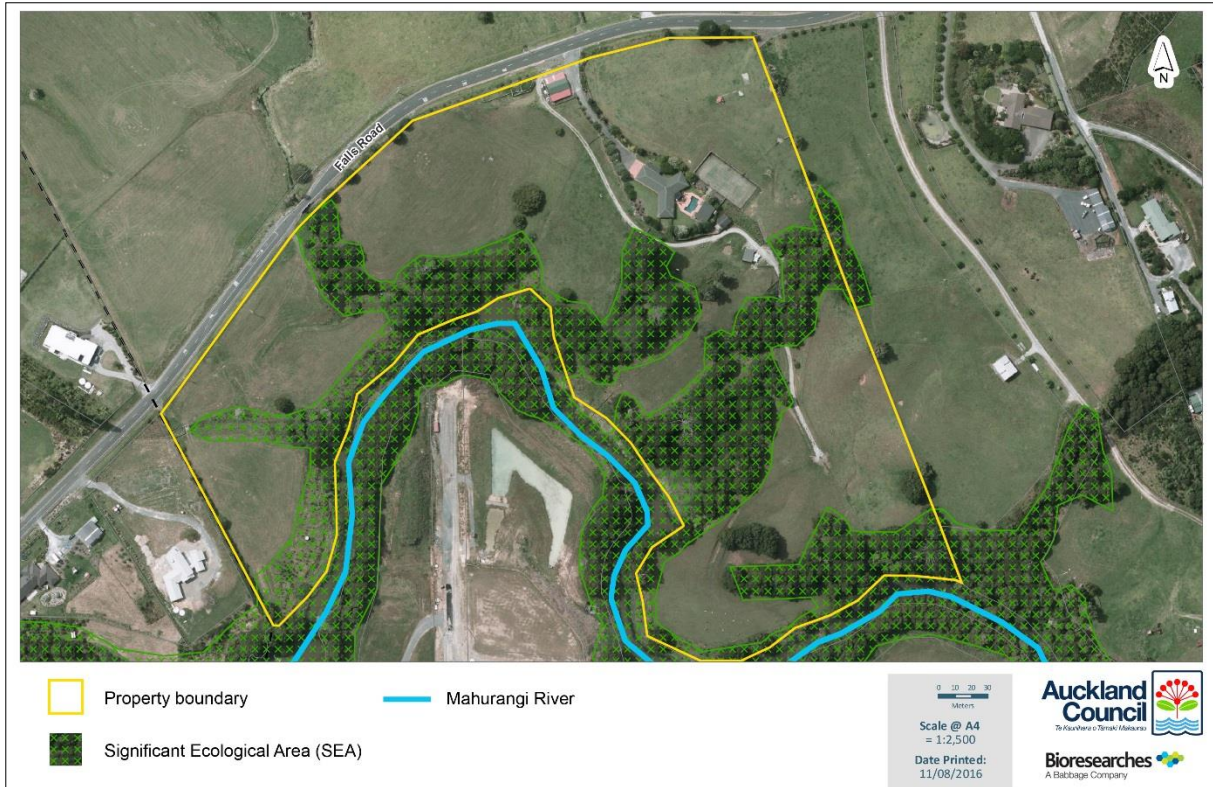 N
Falls Road
Property boundary
Mahurangi River
Significant Ecological Area (SEA)
0 10 20 30
Meters
Scale @ A4
= 1:2,500
Date Printed:
11/08/2016
Auckland
Council
Te Kaunihera o Tāmaki Makaurau
Bioresearches
A Babbage Company